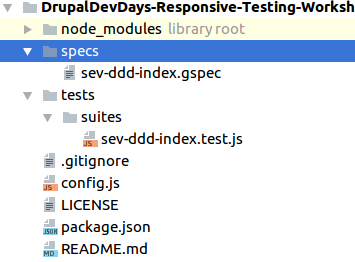 DrupalDevDays-Responsive-Testing-Worksh
node_modules library root
specs
sev-ddd-index.gspec
tests
suites
JS sev-ddd-index.test.js
.gitignore
JS config.js
LICENSE
JSON package.json
MD README.md